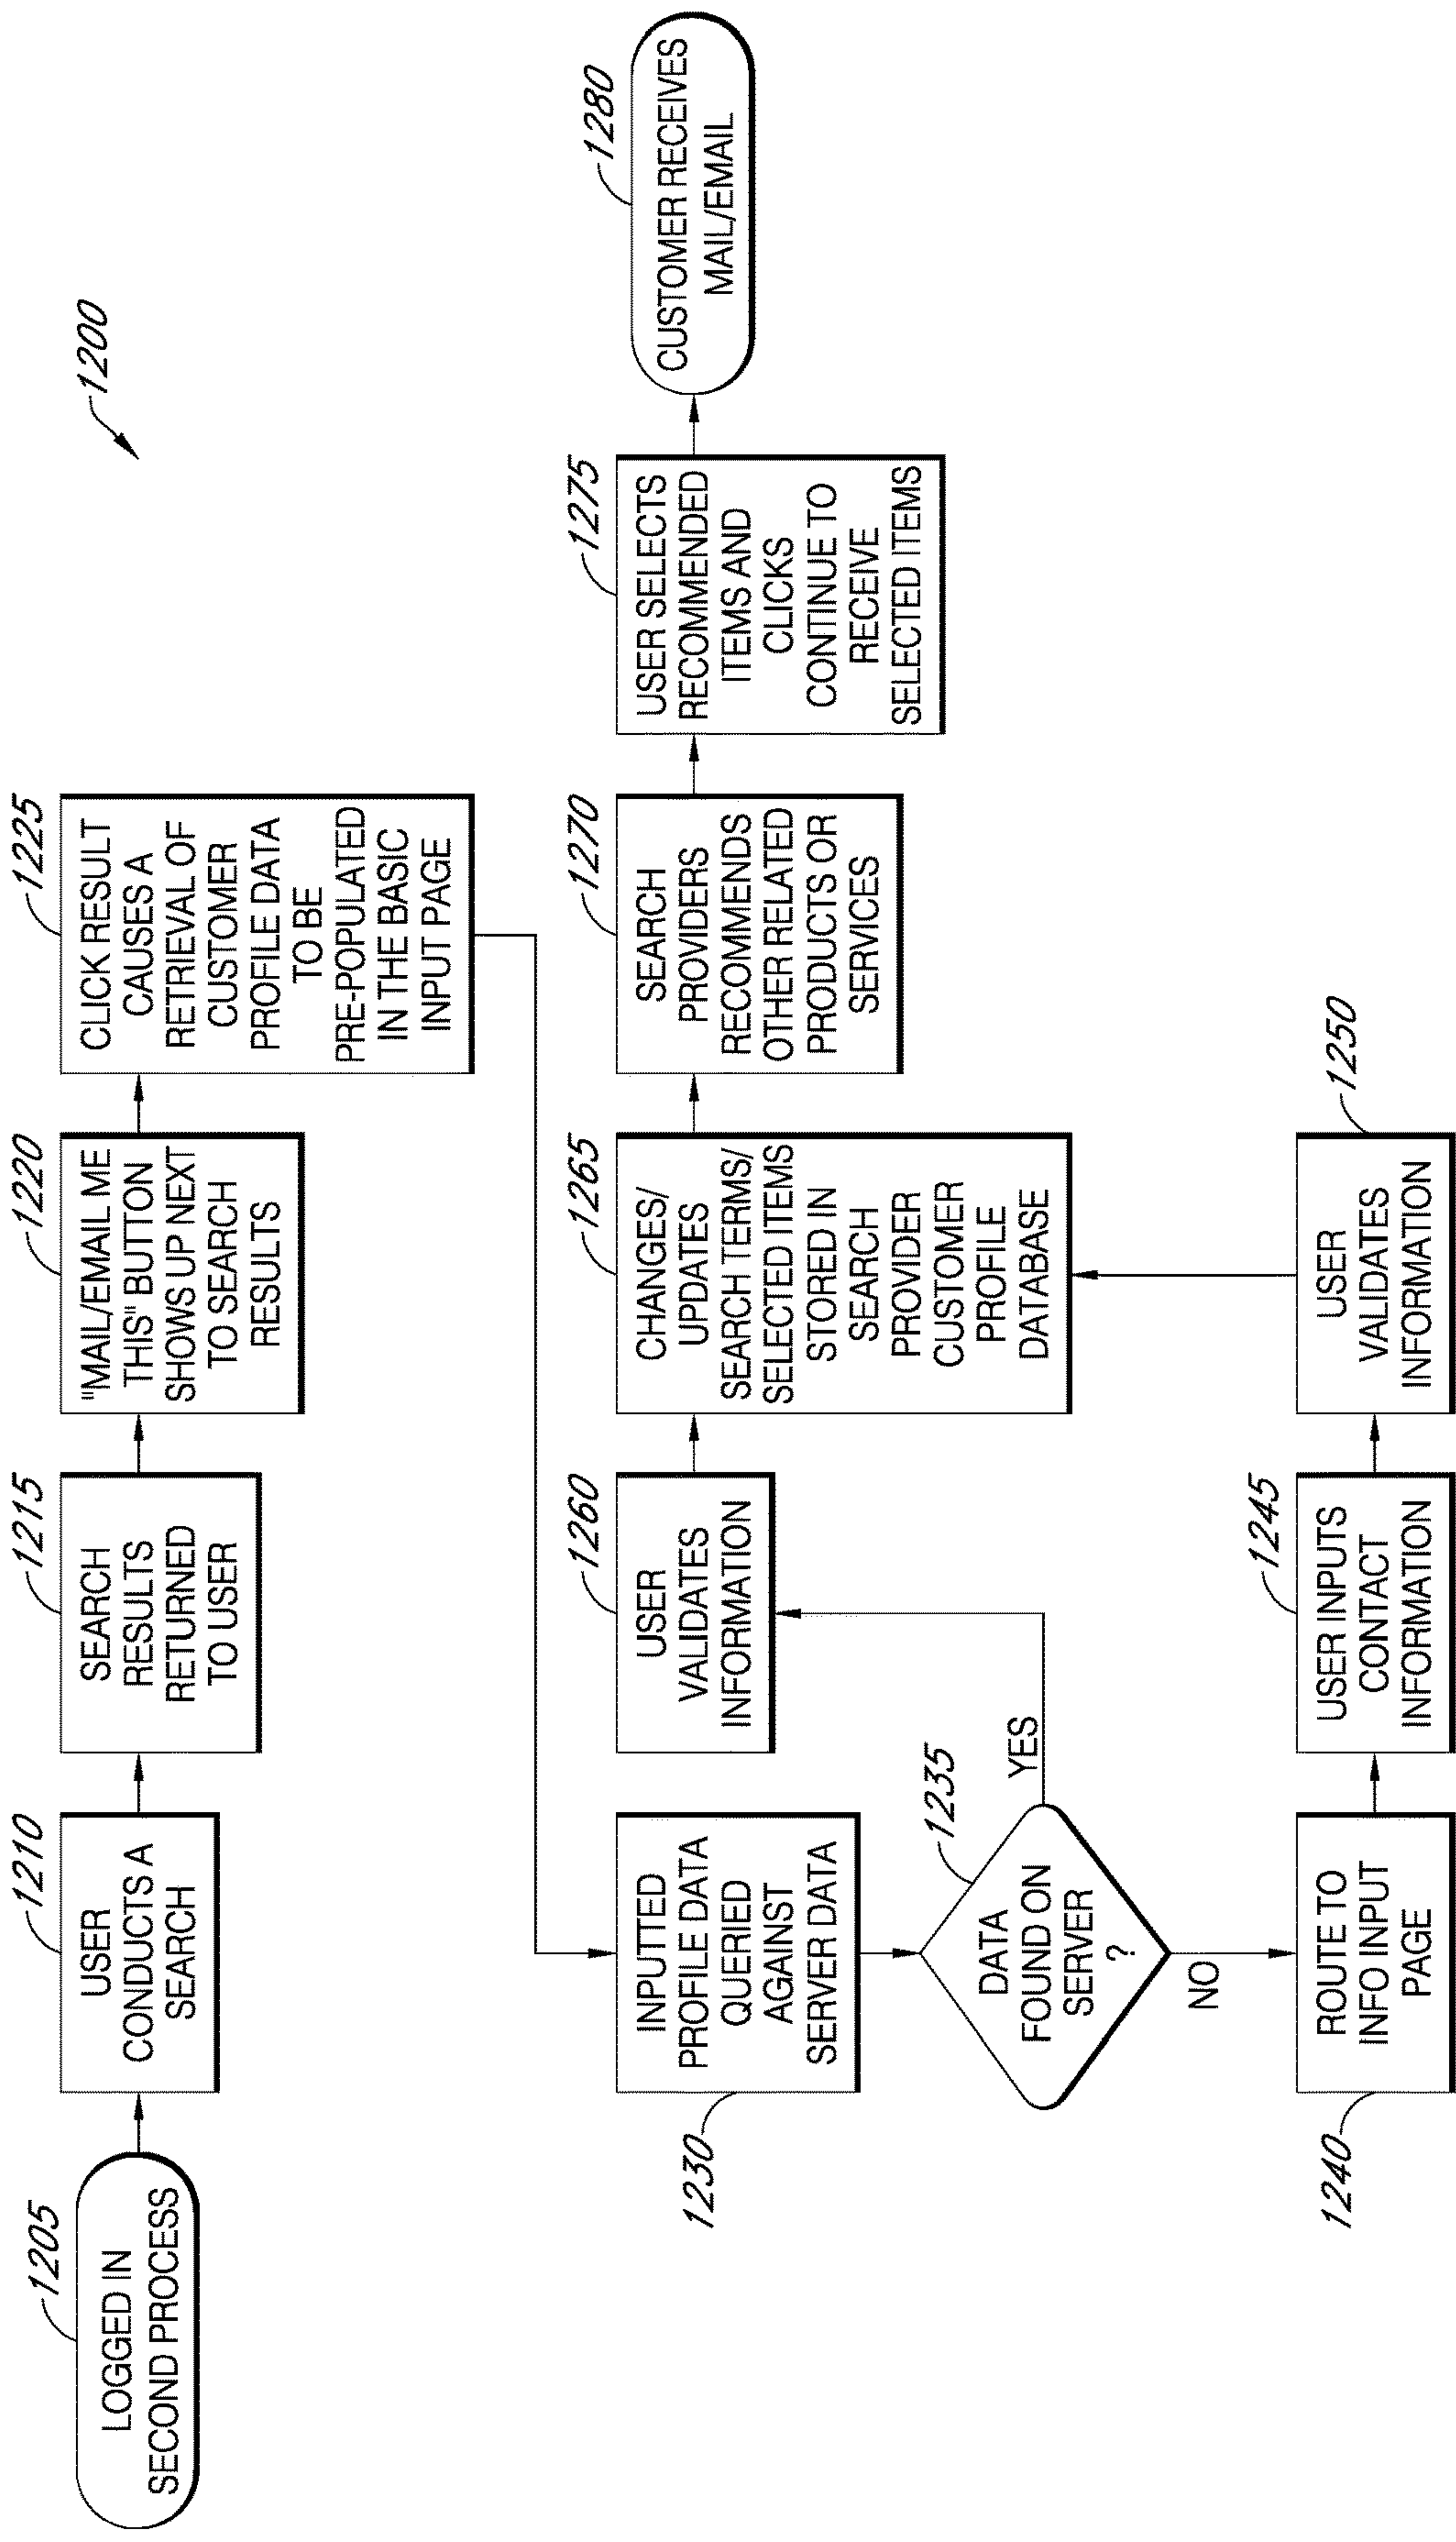 1200
1205
LOGGED IN
SECOND PROCESS
1210
USER
CONDUCTS A
SEARCH
1215
SEARCH
RESULTS
RETURNED
TO USER
1220
"MAIL/EMAIL ME
THIS" BUTTON
SHOWS UP NEXT
TO SEARCH
RESULTS
1225
CLICK RESULT
CAUSES A
RETRIEVAL OF
CUSTOMER
PROFILE DATA
TO BE
PRE-POPULATED
IN THE BASIC
INPUT PAGE
1230
INPUTTED
PROFILE DATA
QUERIED
AGAINST
SERVER DATA
1235
DATA
FOUND ON
SERVER
?
YES
NO
1240
ROUTE TO
INFO INPUT
PAGE
1245
USER INPUTS
CONTACT
INFORMATION
1250
USER
VALIDATES
INFORMATION
1260
USER
VALIDATES
INFORMATION
1265
CHANGES/
UPDATES
SEARCH TERMS/
SELECTED ITEMS
STORED IN
SEARCH
PROVIDER
CUSTOMER
PROFILE
DATABASE
1270
SEARCH
PROVIDERS
RECOMMENDS
OTHER RELATED
PRODUCTS OR
SERVICES
1275
USER SELECTS
RECOMMENDED
ITEMS AND
CLICKS
CONTINUE TO
RECEIVE
SELECTED ITEMS
1280
CUSTOMER RECEIVES
MAIL/EMAIL